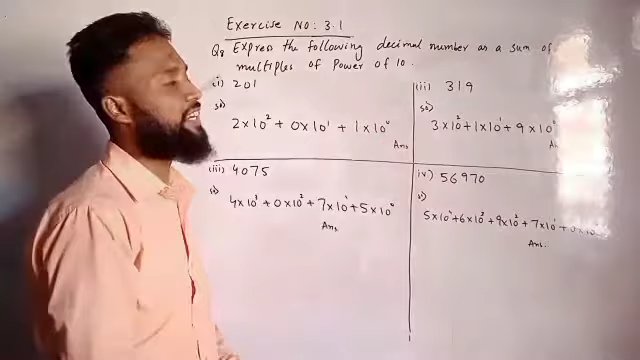 Exercise NO: 3.1
Q8 Express the following decimal number as a sum of
multiples of Power of 10.
(i) 201
sol
2×10² + 0×10¹ + 1×10⁰
Ans
(iii) 319
sol
3×10²+1×10¹+9×10⁰
(iii) 4075
4×10³+0×10²+7×10¹+5×10⁰
Ans
iv) 56970
5×10⁴+6×10³+9×10²+7×10¹+0×10⁰
Ans.